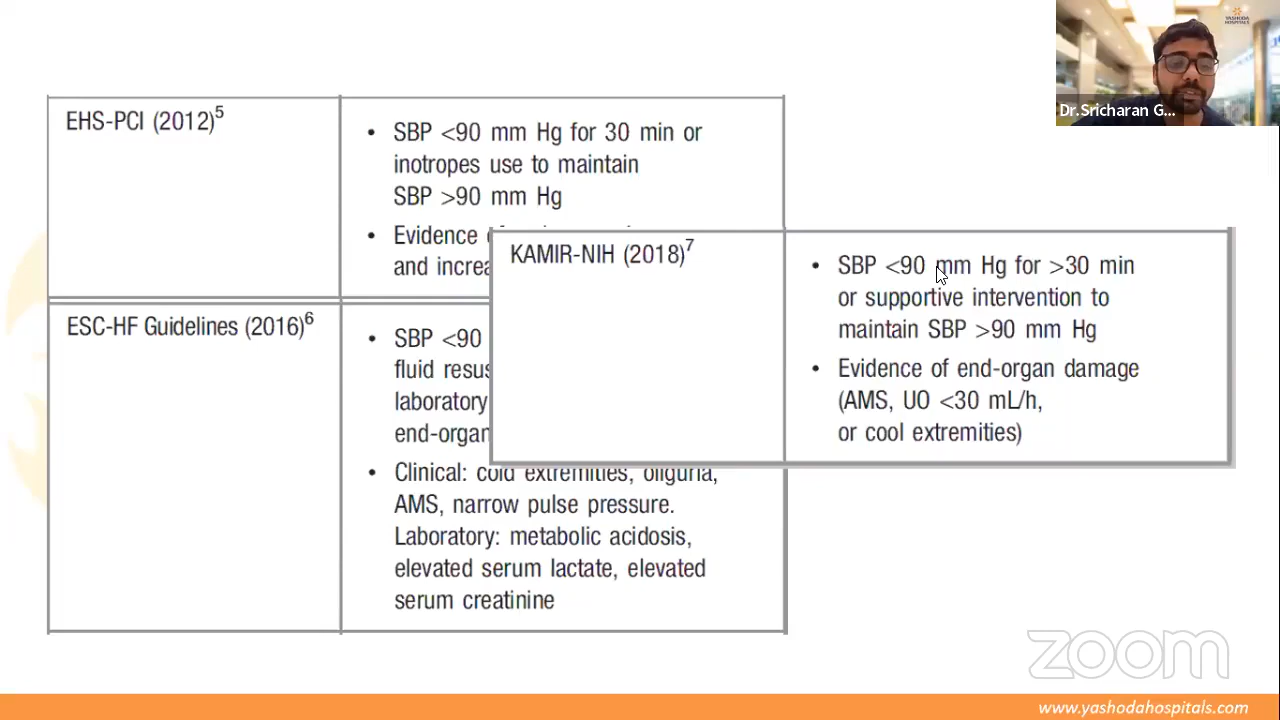 YASHODA
HOSPITALS
Dr.Sricharan G...
EHS-PCI (2012)5
• SBP <90 mm Hg for 30 min or
inotropes use to maintain
SBP >90 mm Hg
• Evidence
and increa
ESC-HF Guidelines (2016)6
• SBP <90
fluid resus
laboratory
end-organ
• Clinical: cold extremities, oliguria,
AMS, narrow pulse pressure.
Laboratory: metabolic acidosis,
elevated serum lactate, elevated
serum creatinine
KAMIR-NIH (2018)7
• SBP <90 mm Hg for >30 min
or supportive intervention to
maintain SBP >90 mm Hg
• Evidence of end-organ damage
(AMS, UO <30 mL/h,
or cool extremities)
zoom
www.yashodahospitals.com